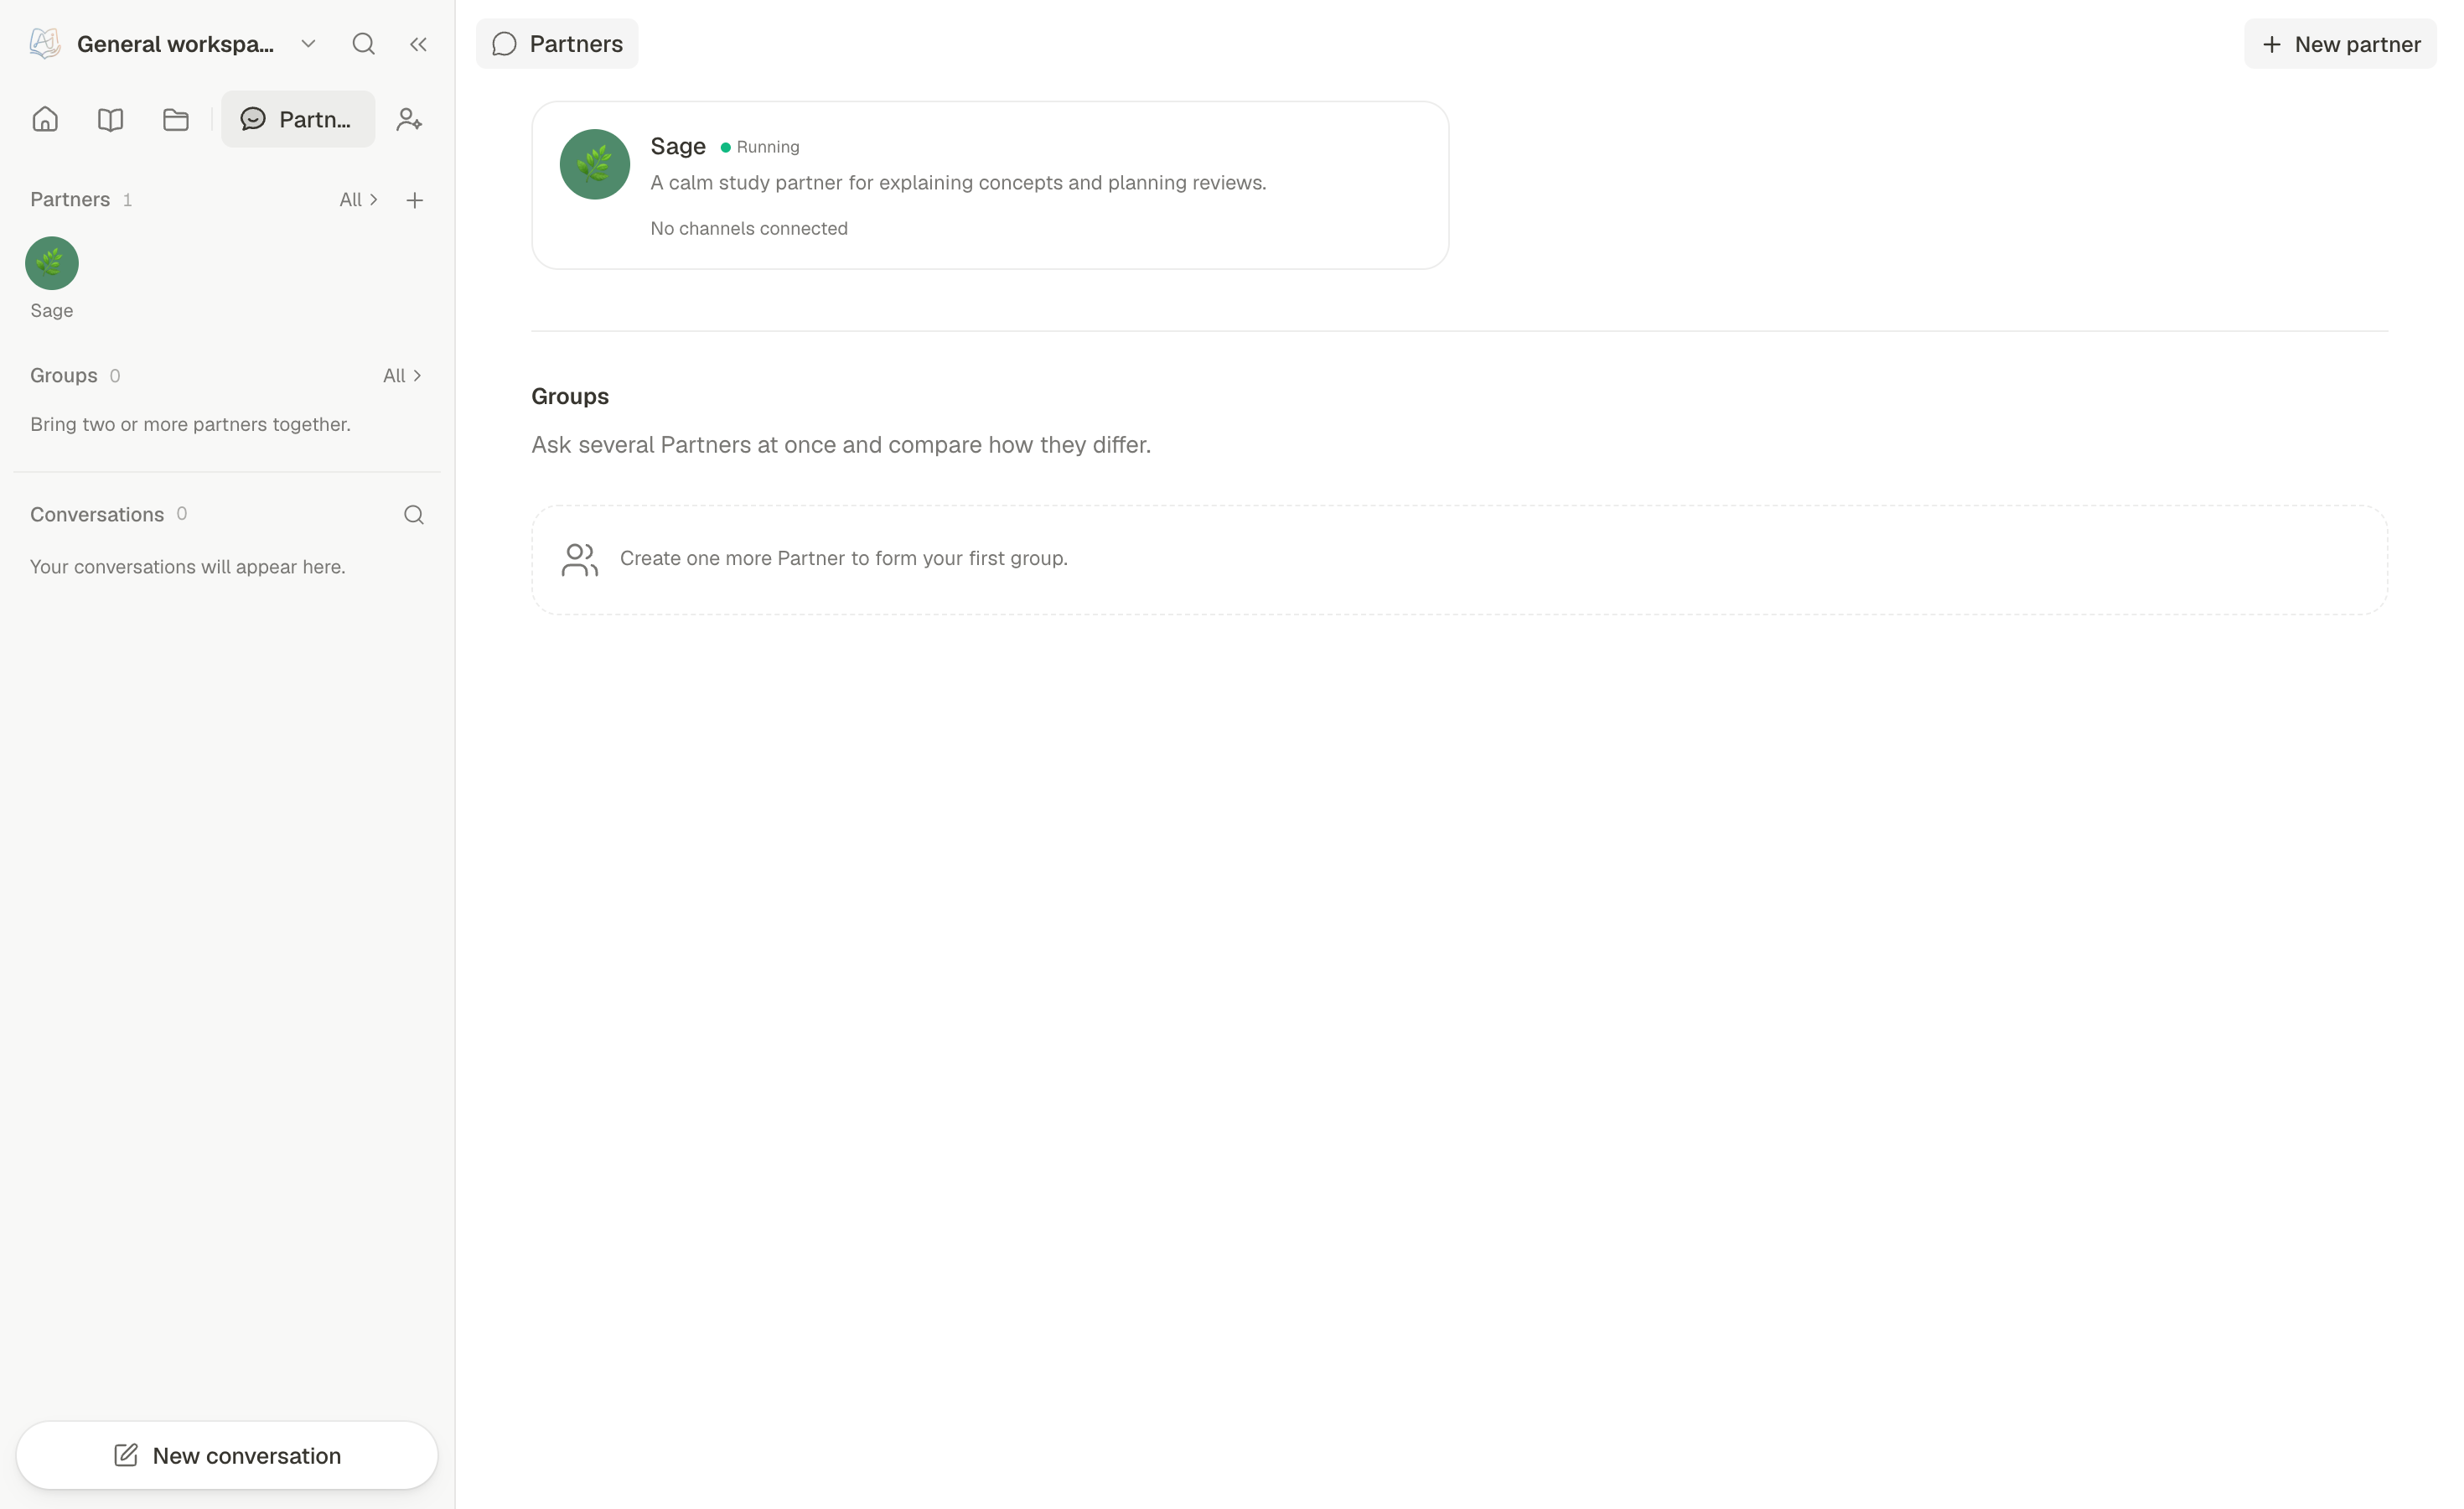 General workspa...
Partn...
Partners 1
All
Sage
Groups 0
All
Bring two or more partners together.
Conversations 0
Your conversations will appear here.
New conversation
Partners
New partner
Sage
Running
A calm study partner for explaining concepts and planning reviews.
No channels connected
Groups
Ask several Partners at once and compare how they differ.
Create one more Partner to form your first group.